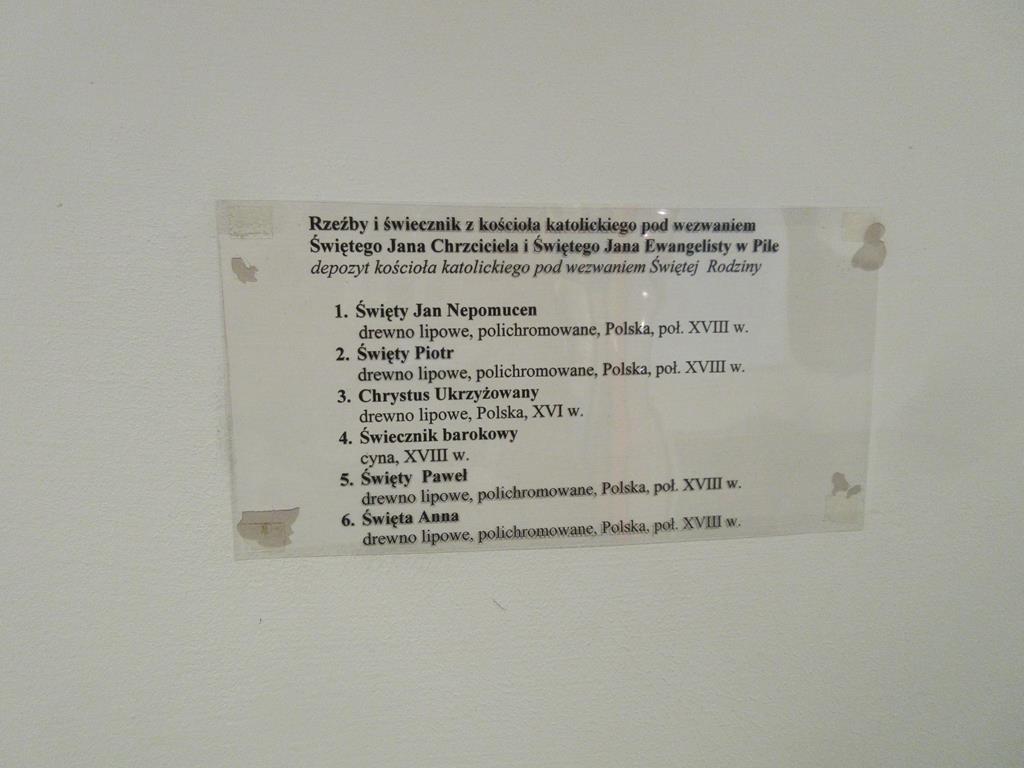 Rzeźby i świecznik z kościoła katolickiego pod wezwaniem
Świętego Jana Chrzciciela i Świętego Jana Ewangelisty w Pile
depozyt kościoła katolickiego pod wezwaniem Świętej Rodziny
1. Święty Jan Nepomucen
drewno lipowe, polichromowane, Polska, poł. XVIII w.
2. Święty Piotr
drewno lipowe, polichromowane, Polska, poł. XVIII w.
3. Chrystus Ukrzyżowany
drewno lipowe, Polska, XVI w.
4. Świecznik barokowy
cyna, XVIII w.
5. Święty Paweł
drewno lipowe, polichromowane, Polska, poł. XVIII w.
6. Święta Anna
drewno lipowe, polichromowane, Polska, poł. XVIII w.